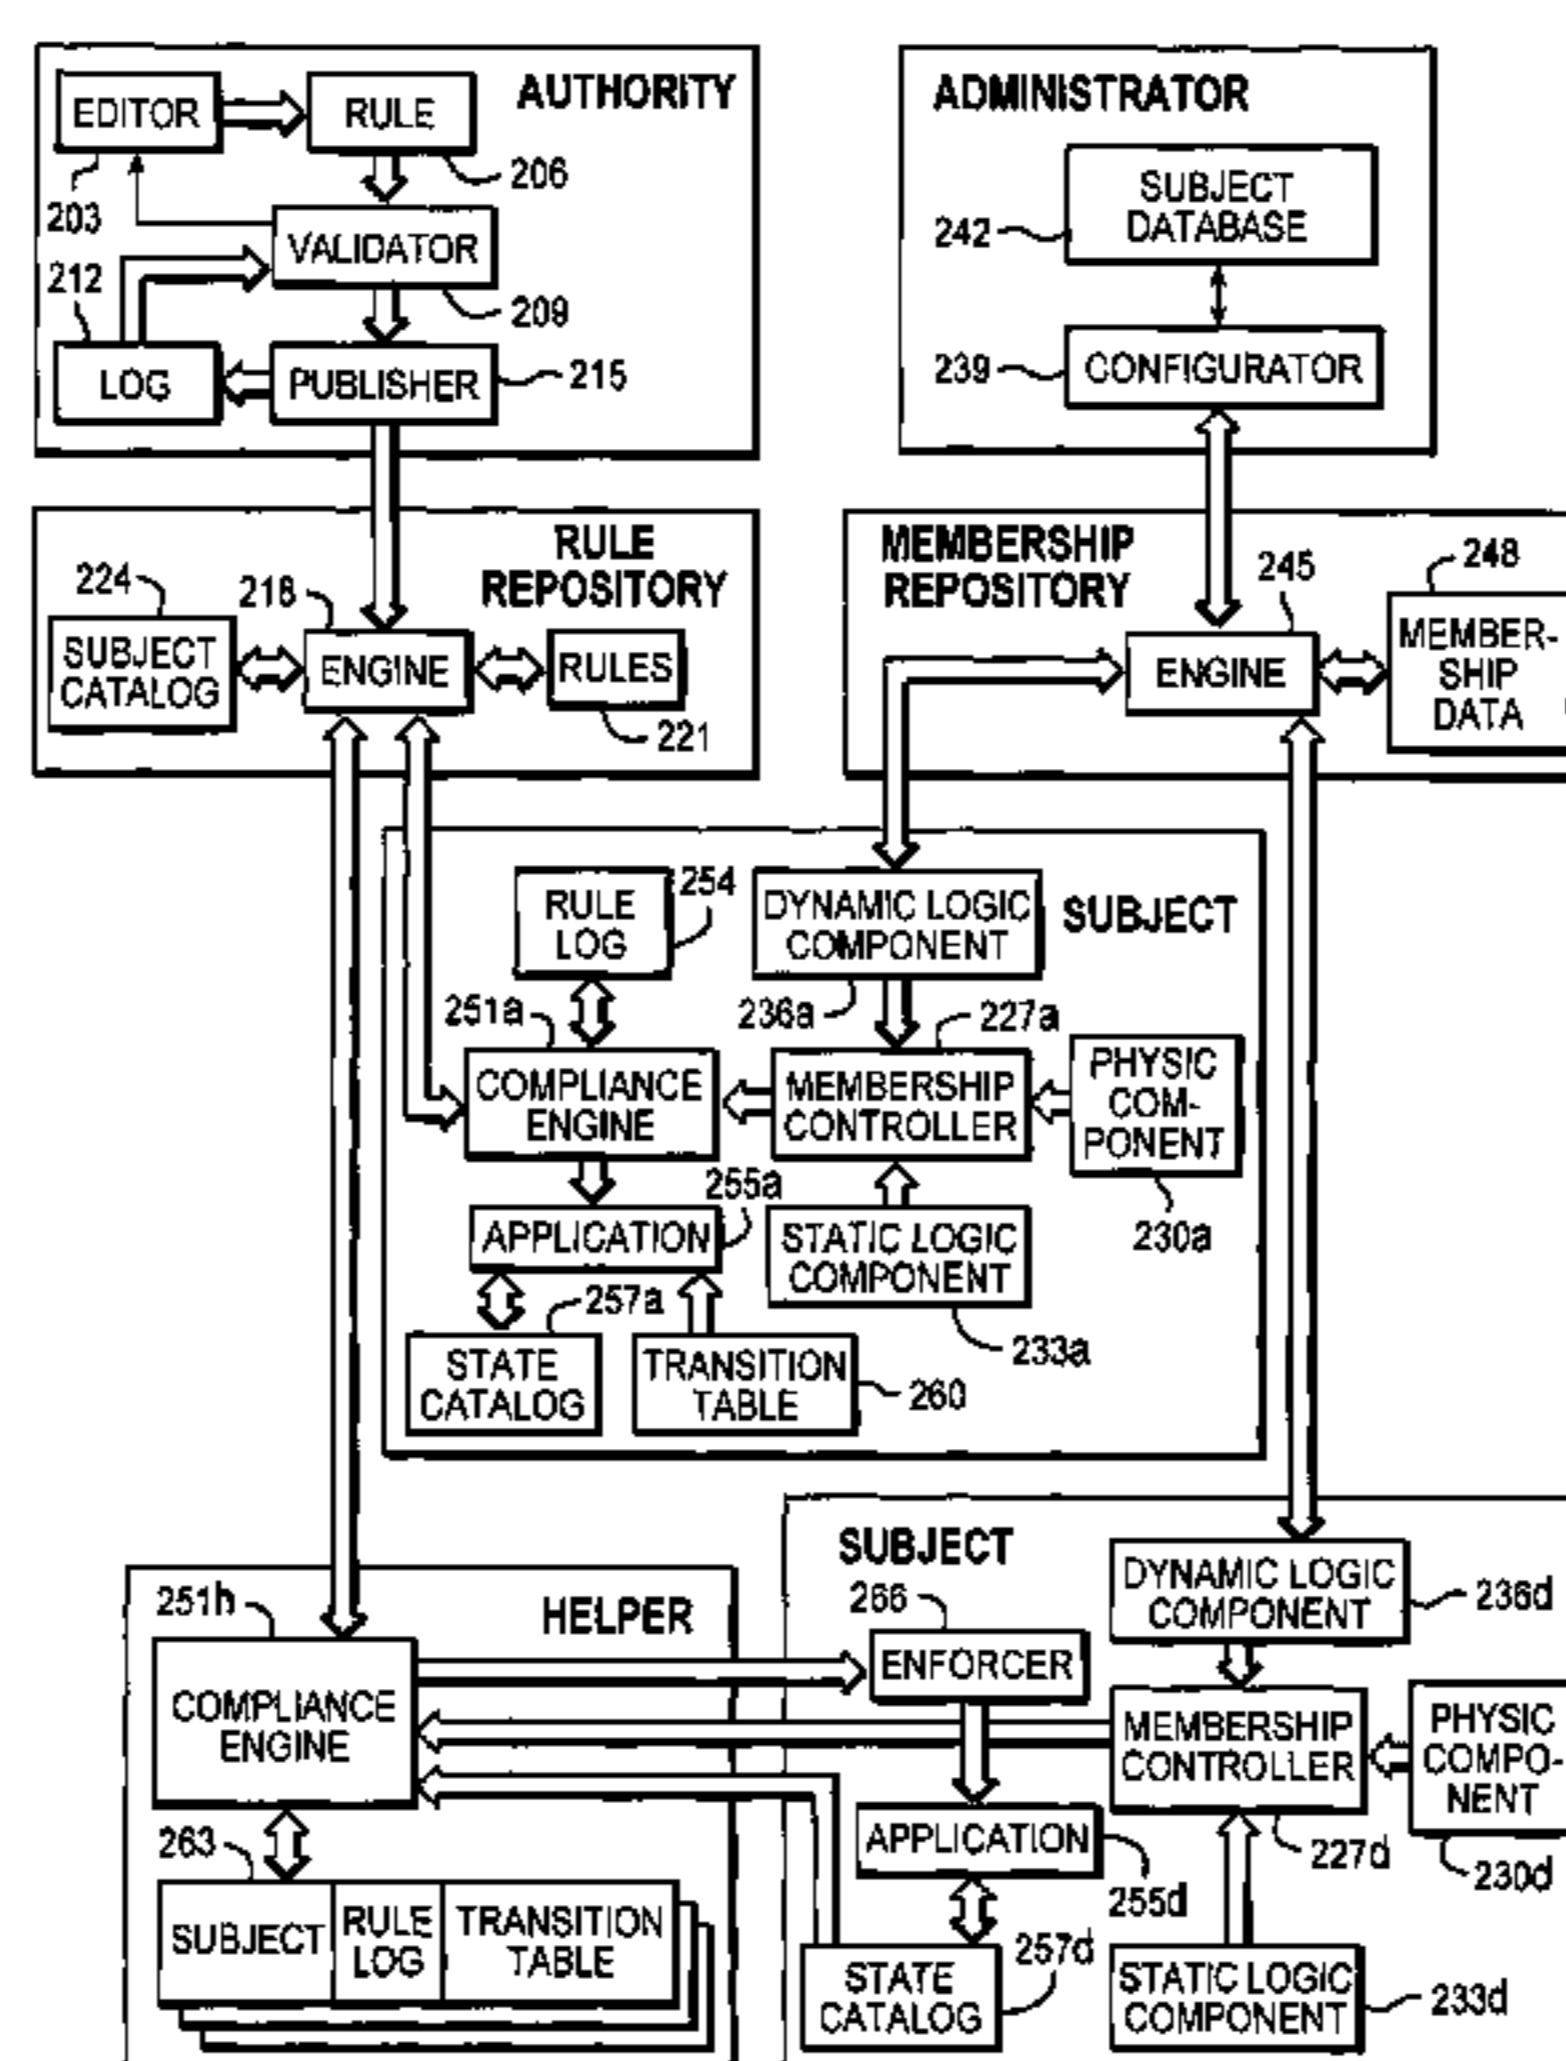 AUTHORITY
EDITOR
RULE
203
206
VALIDATOR
209
212
LOG
PUBLISHER
215
ADMINISTRATOR
SUBJECT
DATABASE
242
CONFIGURATOR
239
RULE
REPOSITORY
224
218
SUBJECT
CATALOG
ENGINE
RULES
221
MEMBERSHIP
REPOSITORY
245
248
ENGINE
MEMBER-
SHIP
DATA
SUBJECT
RULE
LOG
254
DYNAMIC LOGIC
COMPONENT
251a
236a
227a
COMPLIANCE
ENGINE
MEMBERSHIP
CONTROLLER
PHYSIC
COM-
PONENT
230a
255a
APPLICATION
STATIC LOGIC
COMPONENT
257a
233a
STATE
CATALOG
TRANSITION
TABLE
260
HELPER
251h
COMPLIANCE
ENGINE
263
SUBJECT
RULE
LOG
TRANSITION
TABLE
SUBJECT
266
ENFORCER
DYNAMIC LOGIC
COMPONENT
236d
MEMBERSHIP
CONTROLLER
PHYSIC
COMPO-
NENT
227d
230d
APPLICATION
255d
257d
STATE
CATALOG
STATIC LOGIC
COMPONENT
233d